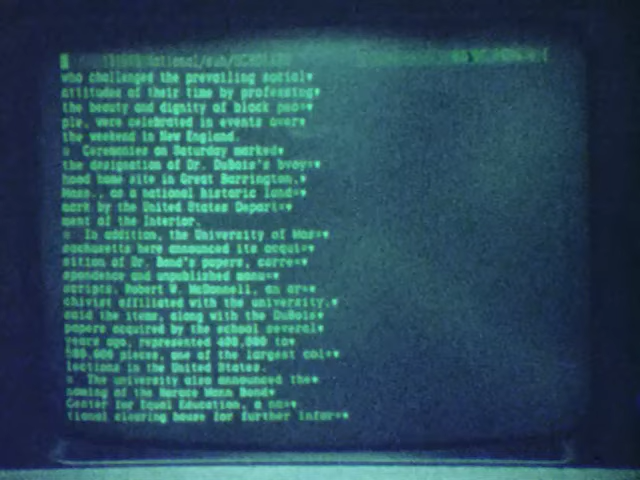 who challenged the prevailing social
attitudes of their time by professing
the beauty and dignity of black peo-
ple, were celebrated in events over
the weekend in New England.
Ceremonies on Saturday marked
the designation of Dr. DuBois's boy-
hood home site in Great Barrington,
Mass., as a national historic land-
mark by the United States Depart-
ment of the Interior.
In addition, the University of Mas-
sachusetts here announced its acqui-
sition of Dr. Bond's papers, corre-
spondence and unpublished manu-
scripts. Robert W. McDonnell, an ar-
chivist affiliated with the university,
said the items, along with the DuBois
papers acquired by the school several
years ago, represented 400,000 to
500,000 pieces, one of the largest col-
lections in the United States.
The university also announced the
naming of the Horace Mann Bond
Center for Equal Education, a na-
tional clearing house for further infor-